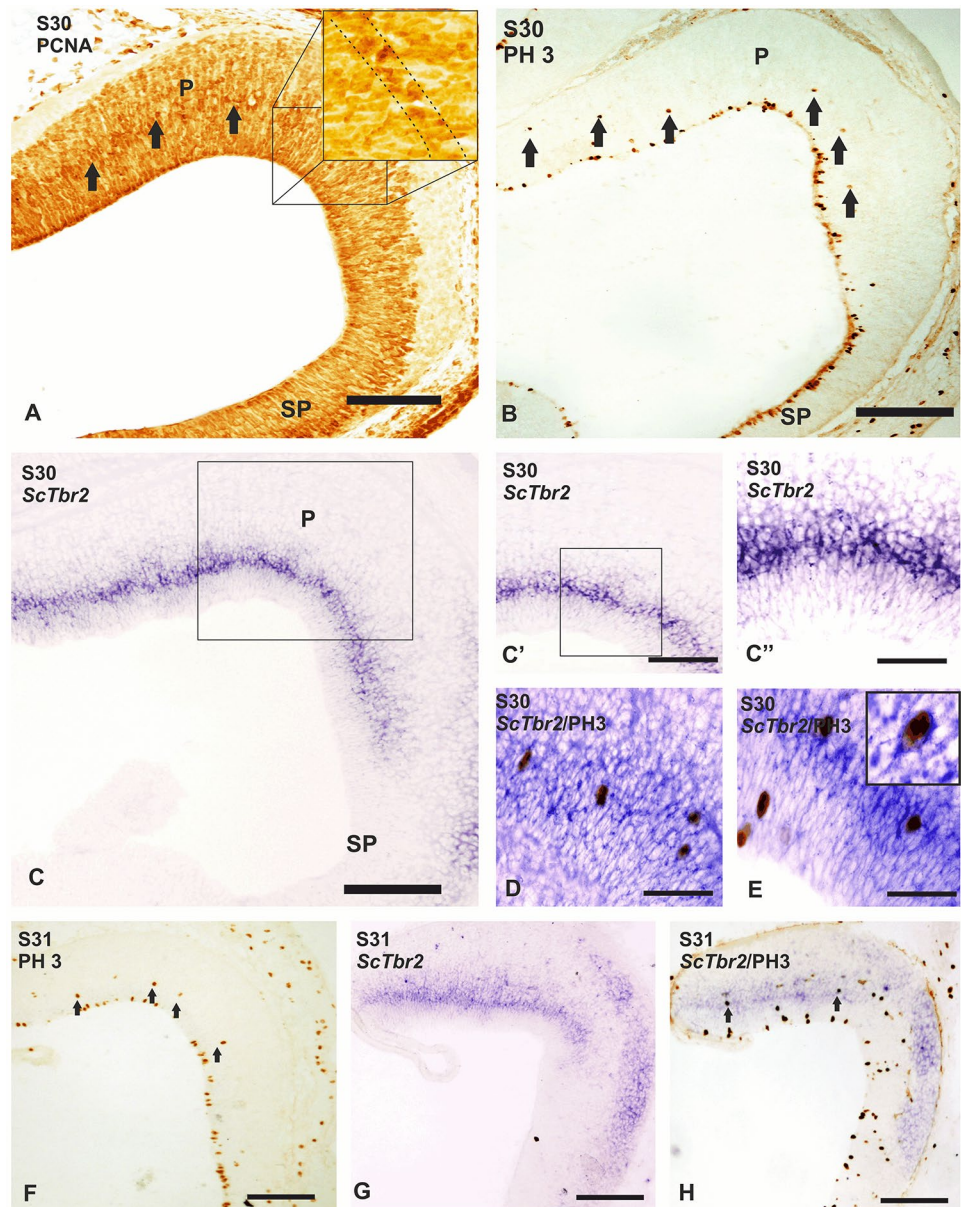 S30
PCNA
P
SP
A
S30
PH 3
P
SP
B
S30
ScTbr2
P
SP
C
S30
ScTbr2
C’
S30
ScTbr2
C’’
S30
ScTbr2/PH3
D
S30
ScTbr2/PH3
E
S31
PH 3
F
S31
ScTbr2
G
S31
ScTbr2/PH3
H